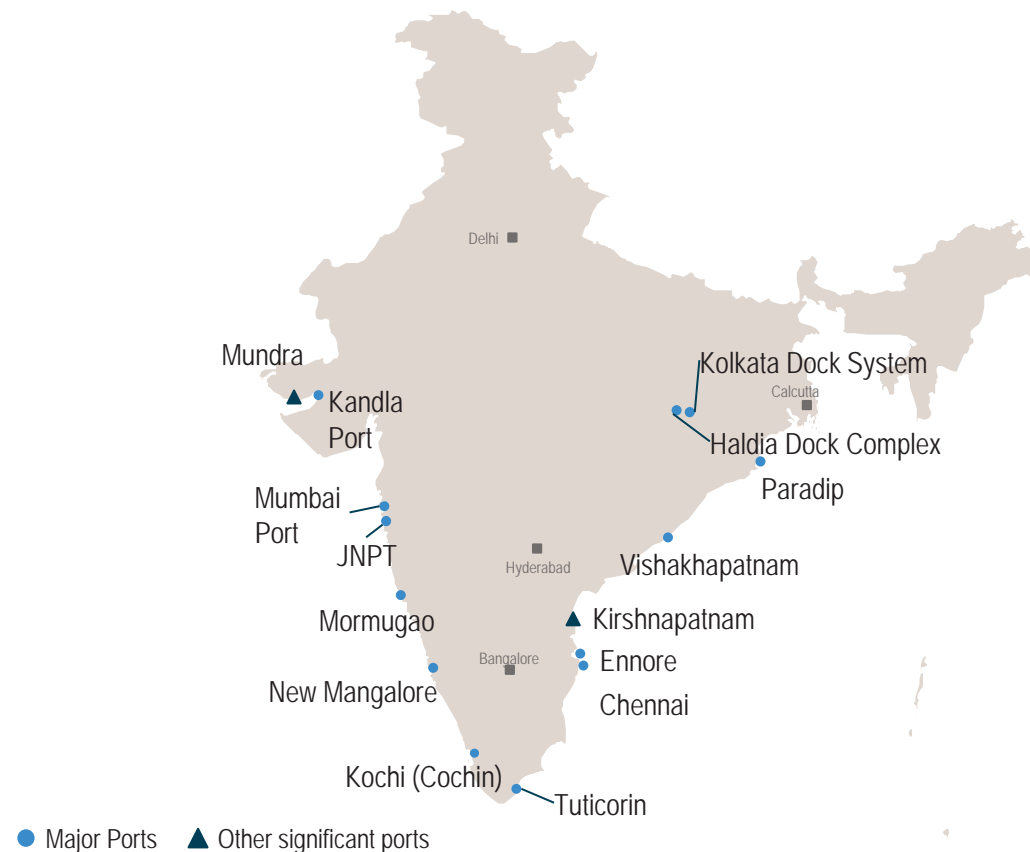 Delhi
Mundra
Kandla
Port
Kolkata Dock System
Calcutta
Haldia Dock Complex
Paradip
Mumbai
Port
JNPT
Hyderabad
Vishakhapatnam
Mormugao
Kirshnapatnam
Bangalore
Ennore
New Mangalore
Chennai
Kochi (Cochin)
Tuticorin
Major Ports
Other significant ports